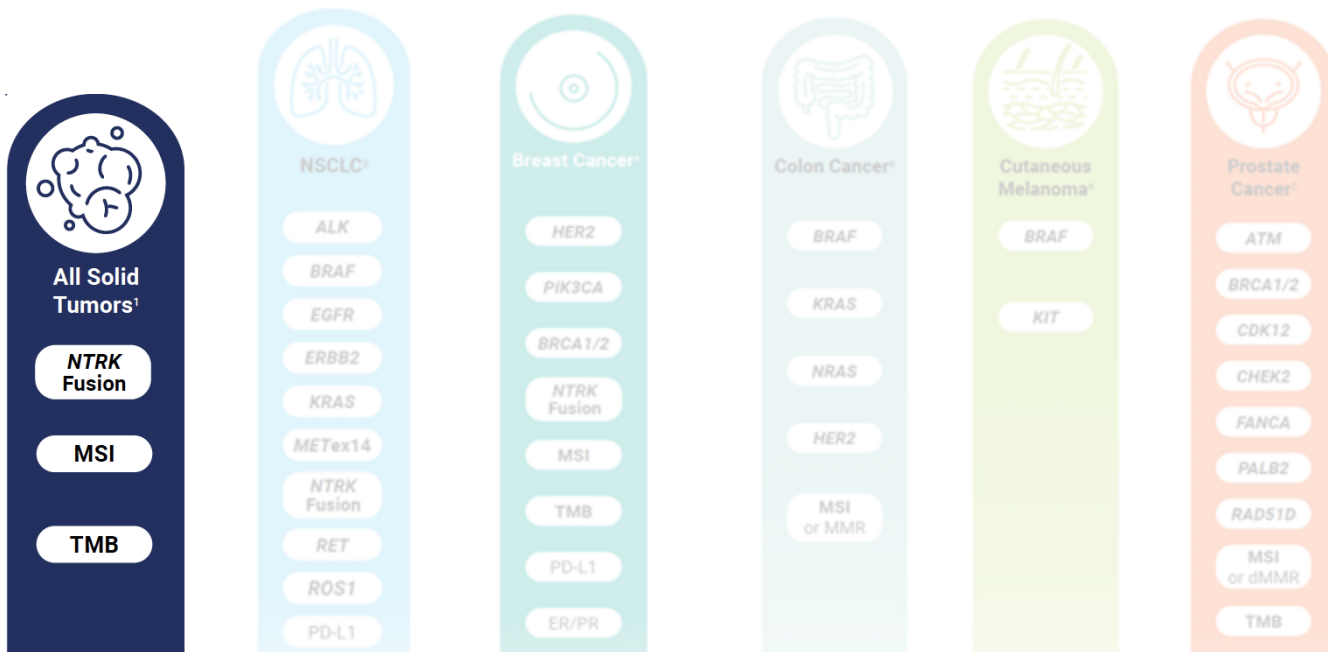 All Solid
Tumors¹
NTRK
Fusion
MSI
TMB
NSCLC²
ALK
BRAF
EGFR
ERBB2
KRAS
METex14
NTRK
Fusion
RET
ROS1
PD-L1
Breast Cancer⁴
HER2
PIK3CA
BRCA1/2
NTRK
Fusion
MSI
TMB
PD-L1
ER/PR
Colon Cancer⁵
BRAF
KRAS
NRAS
HER2
MSI
or MMR
Cutaneous
Melanoma⁶
BRAF
KIT
Prostate
Cancer⁷
ATM
BRCA1/2
CDK12
CHEK2
FANCA
PALB2
RAD51D
MSI
or dMMR
TMB